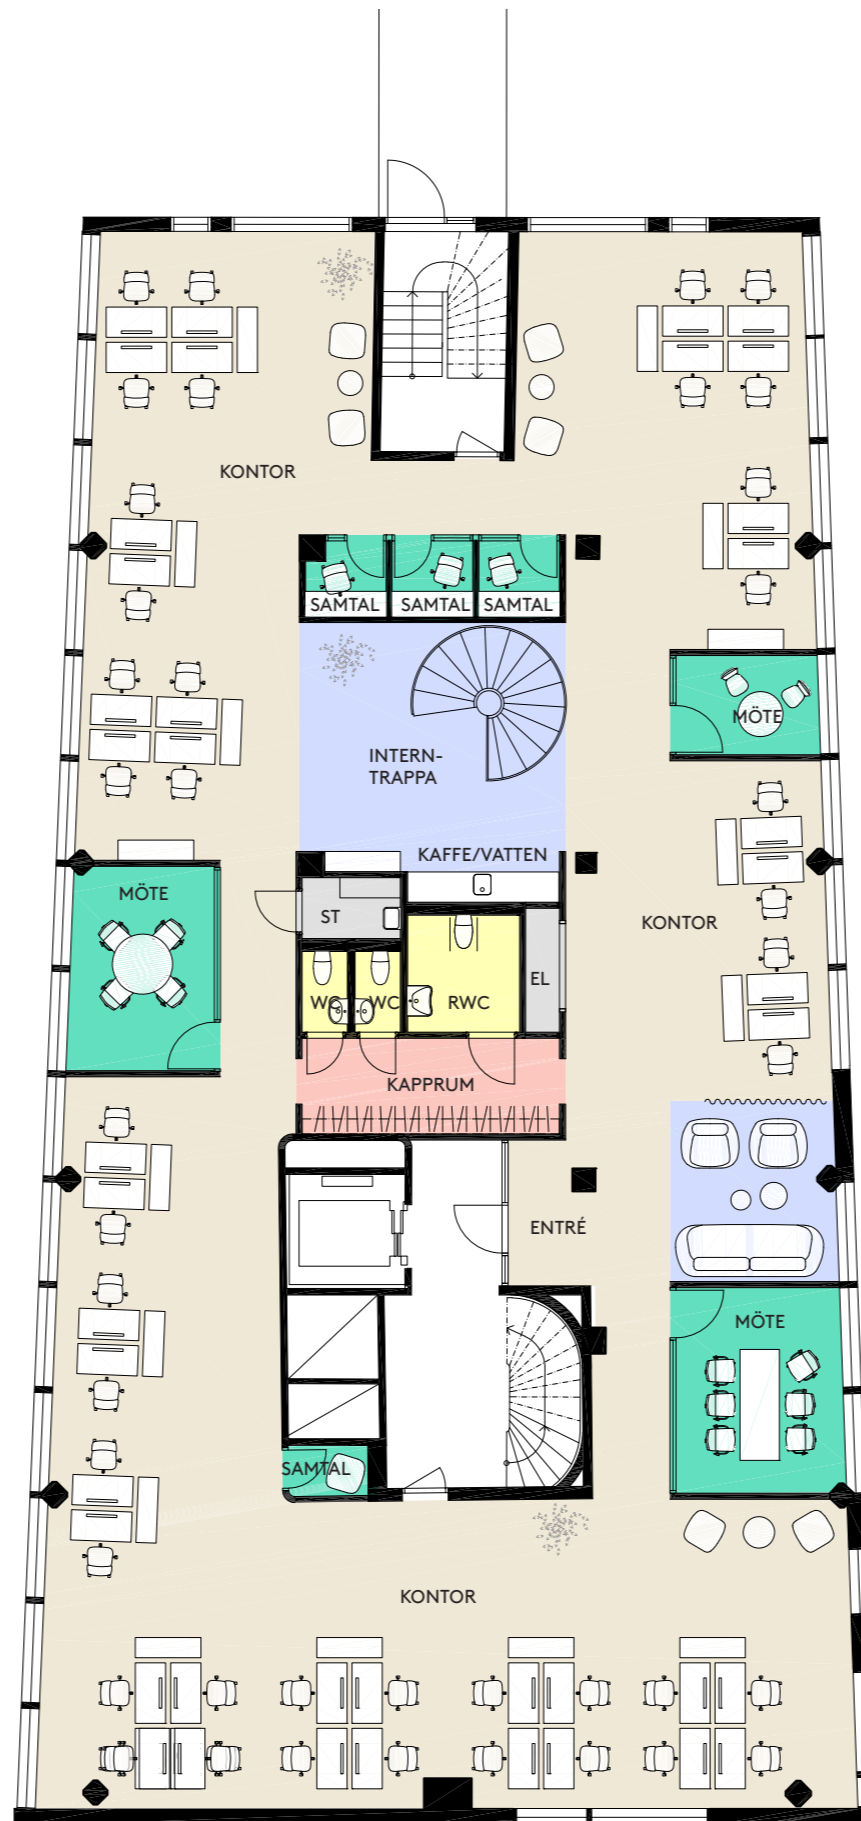 KONTOR
SAMTAL
SAMTAL
SAMTAL
MÖTE
INTERN-
TRAPPA
KAFFE/VATTEN
MÖTE
ST
KONTOR
EL
WC
WC
RWC
KAPPRUM
ENTRÉ
MÖTE
SAMTAL
KONTOR